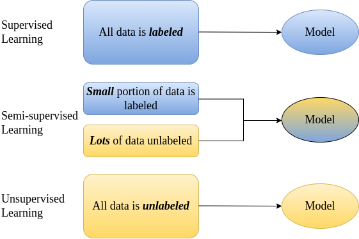 Supervised
Learning
All data is labeled
Model
Semi-supervised
Learning
Small portion of data is
labeled
Lots of data unlabeled
Model
Unsupervised
Learning
All data is unlabeled
Model